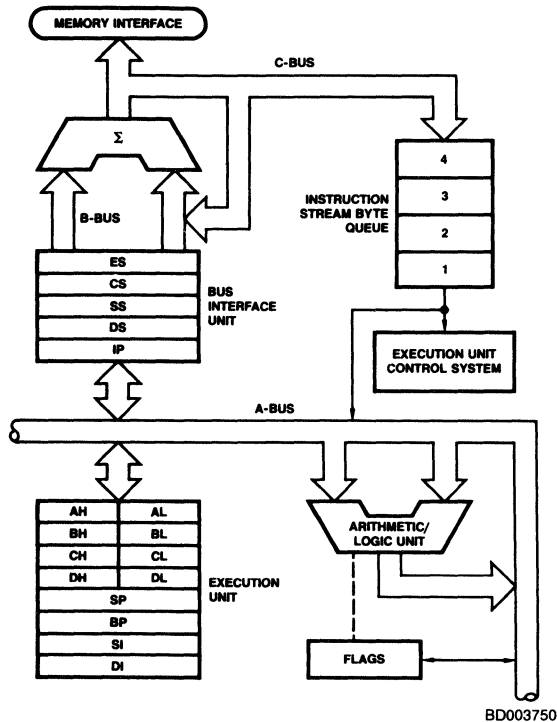 MEMORY INTERFACE
C-BUS
Σ
B-BUS
INSTRUCTION
STREAM BYTE
QUEUE
4
3
2
1
ES
CS
SS
DS
IP
BUS
INTERFACE
UNIT
EXECUTION UNIT
CONTROL SYSTEM
A-BUS
AH AL
BH BL
CH CL
DH DL
SP
BP
SI
DI
EXECUTION
UNIT
ARITHMETIC/
LOGIC UNIT
FLAGS
BD003750